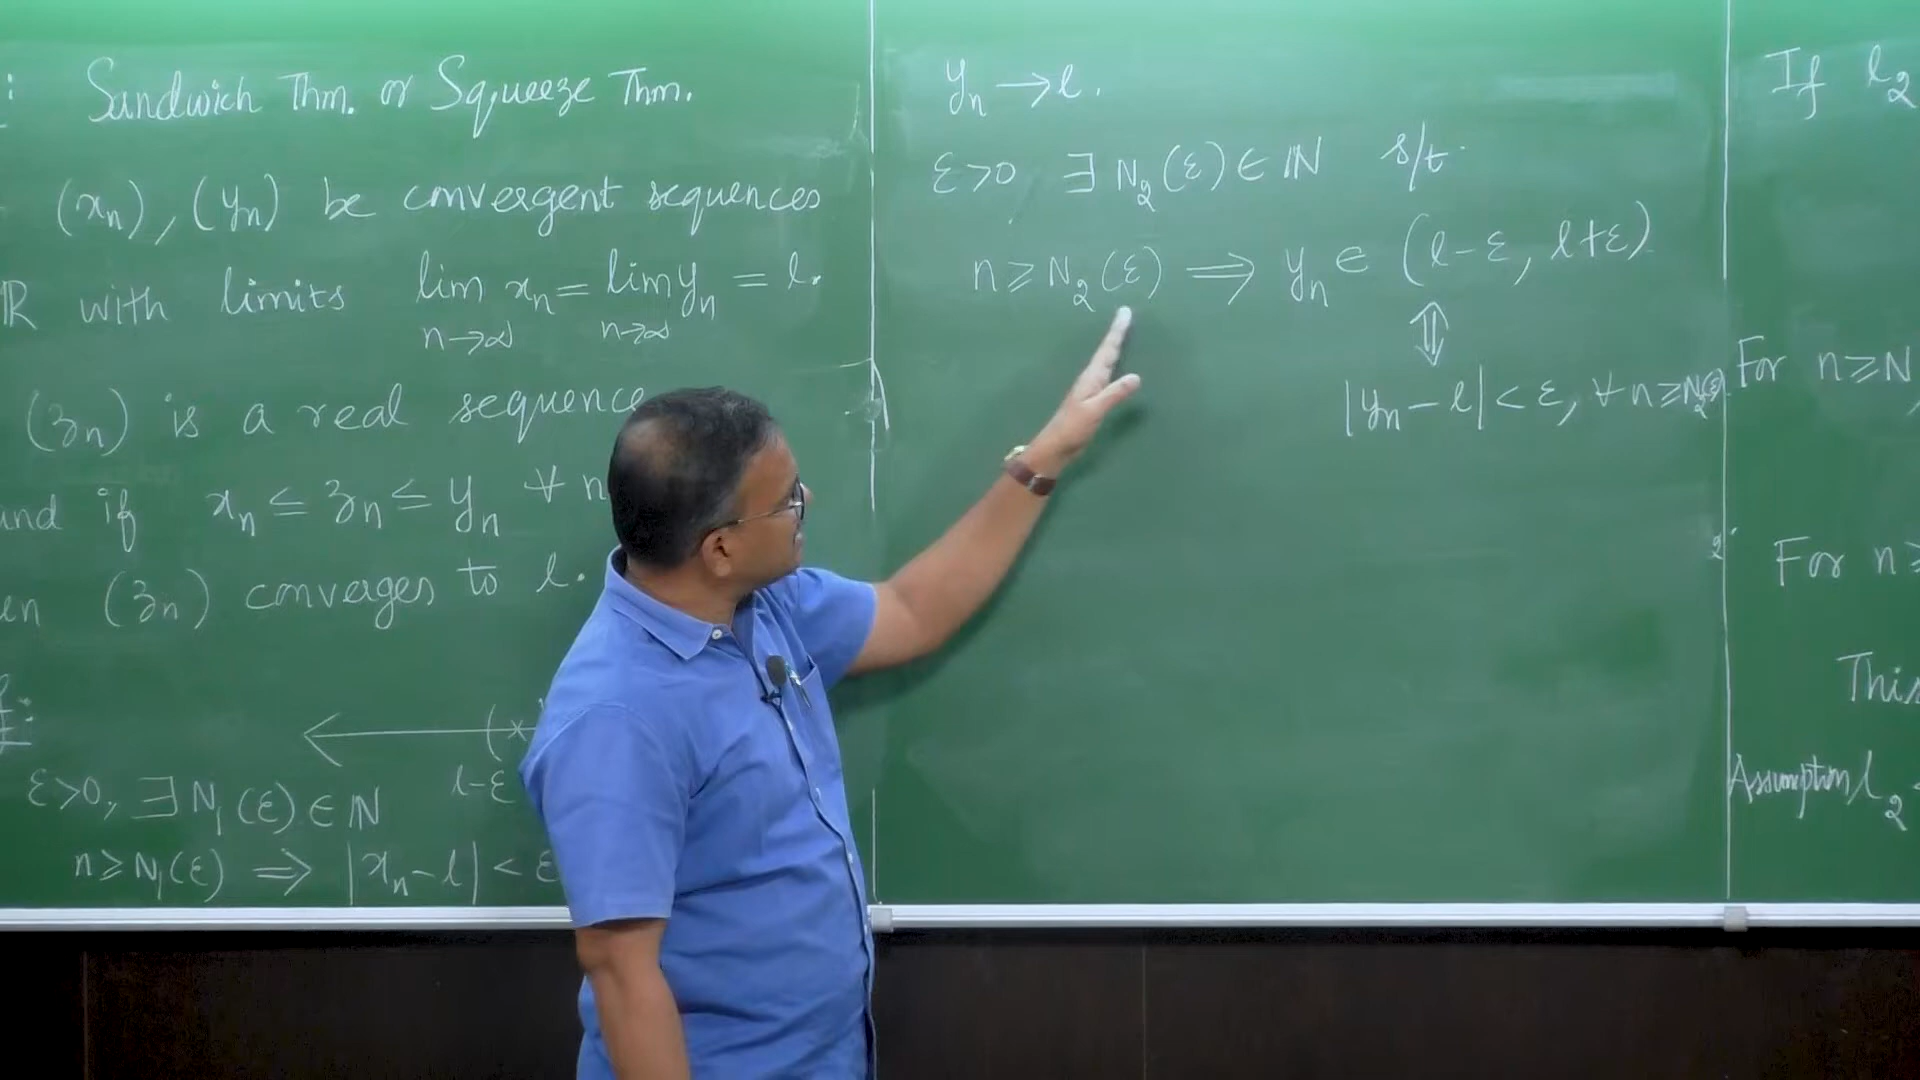 : Sandwich Thm. or Squeeze Thm.
(xₙ), (yₙ) be convergent sequences
ℝ with limits lim xₙ = lim yₙ = l.
n→∞ n→∞
(zₙ) is a real sequence
and if xₙ ≤ zₙ ≤ yₙ ∀ n
en (zₙ) converges to l.
f:
(×
l-ε
ε>0, ∃ N₁(ε) ∈ ℕ
n ≥ N₁(ε) ⟹ |xₙ - l| < ε
yₙ → l.
ε>0 ∃ N₂(ε) ∈ ℕ s/t.
n ≥ N₂(ε) ⟹ yₙ ∈ (l-ε, l+ε)
⇕
|yₙ - l| < ε, ∀ n ≥ N₂(ε)
If l₂
For n ≥ N
For n ≥
This
Assumption l₂